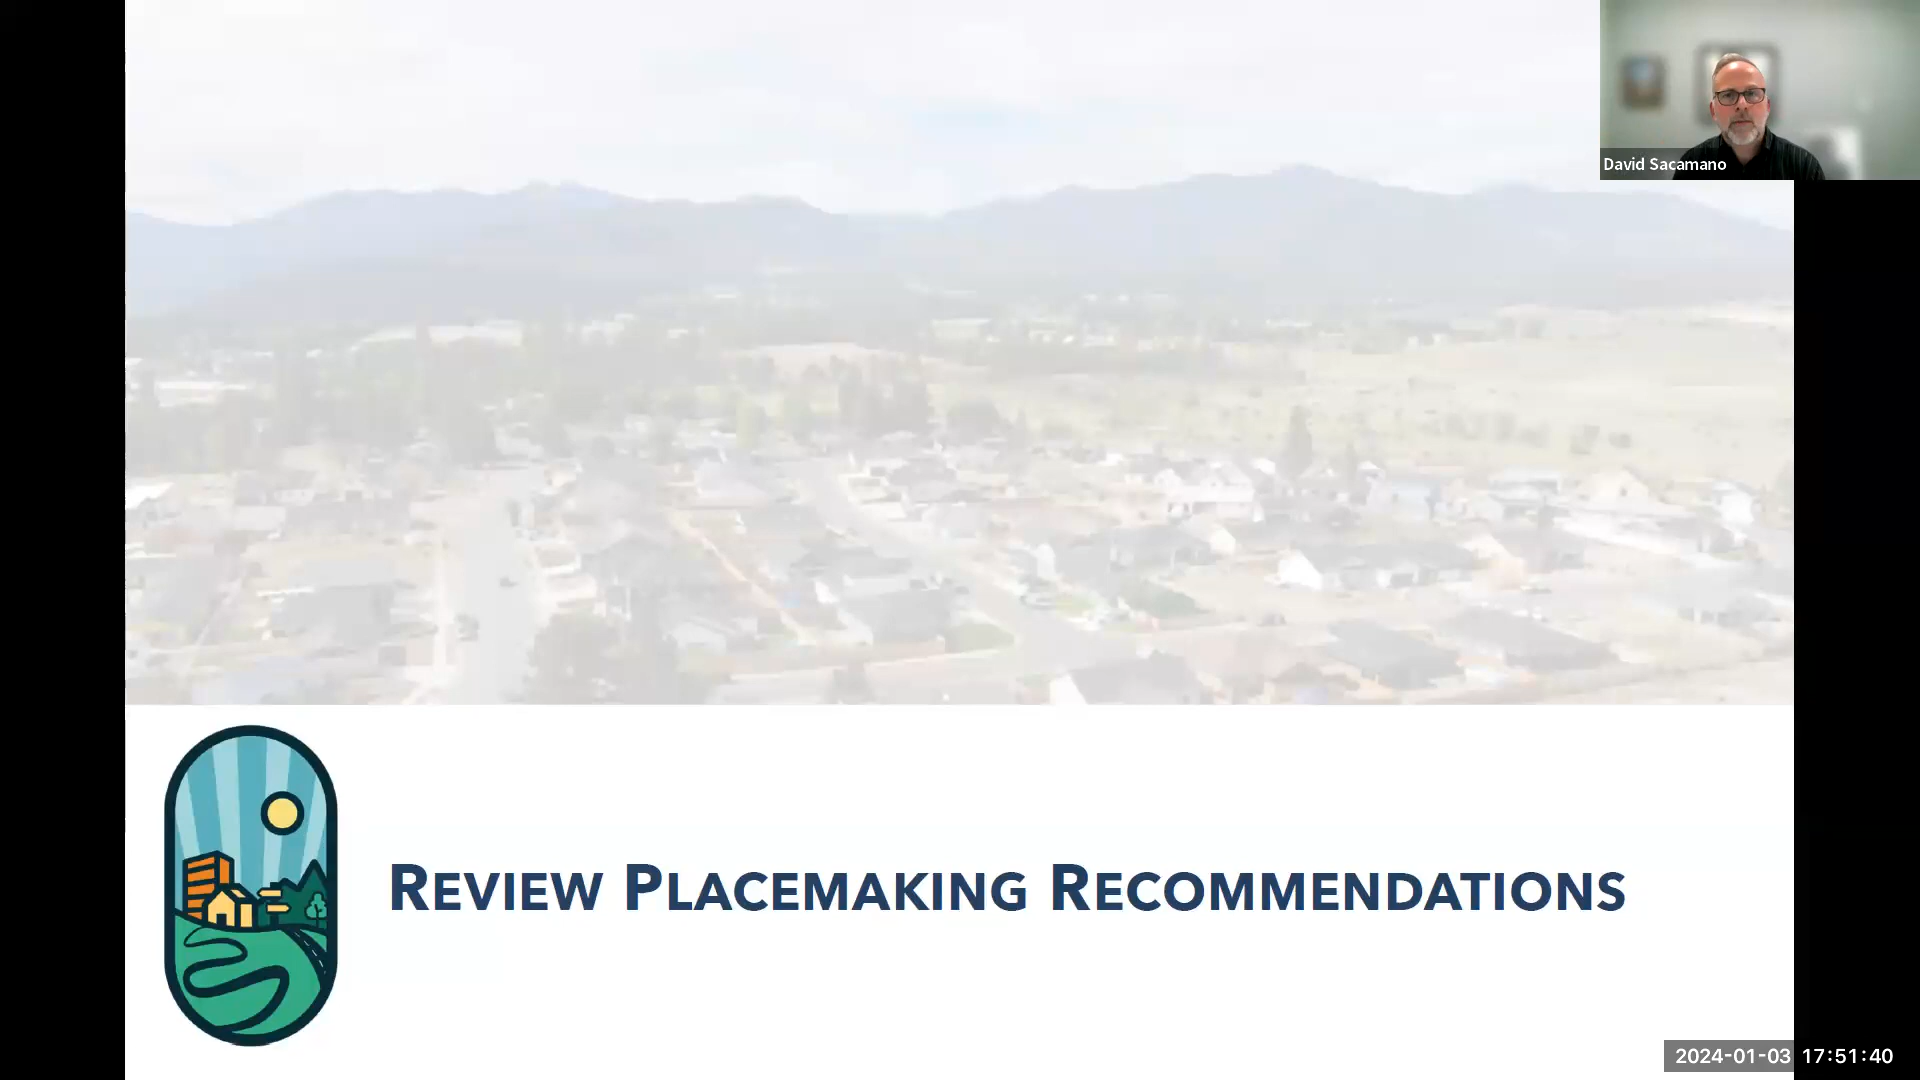 David Sacamano
REVIEW PLACEMAKING RECOMMENDATIONS
2024-01-03 17:51:40